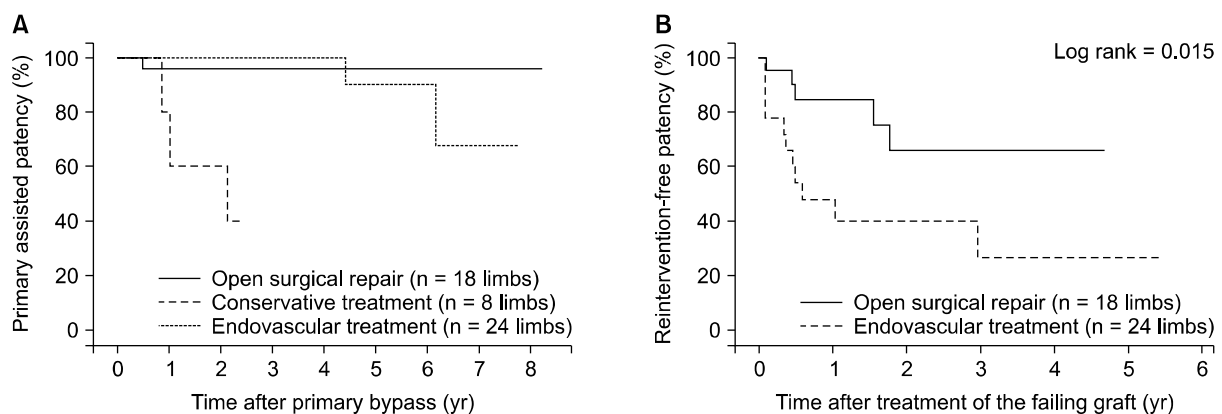 A
Primary assisted patency (%)
100
80
60
40
20
0
Open surgical repair (n = 18 limbs)
Conservative treatment (n = 8 limbs)
Endovascular treatment (n = 24 limbs)
0 1 2 3 4 5 6 7 8
Time after primary bypass (yr)
B
Reintervention-free patency (%)
Log rank = 0.015
100
80
60
40
20
0
Open surgical repair (n = 18 limbs)
Endovascular treatment (n = 24 limbs)
0 1 2 3 4 5 6
Time after treatment of the failing graft (yr)